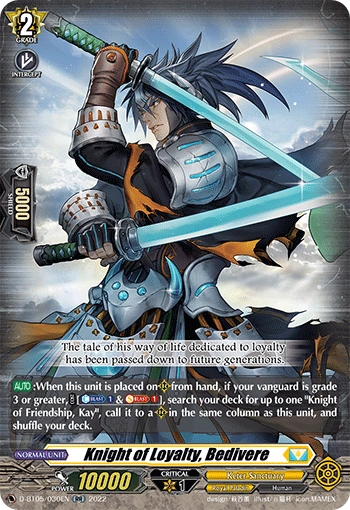 2
GRADE
INTERCEPT
5000
SHIELD
The tale of his way of life dedicated to loyalty
has been passed down to future generations.
AUTO:When this unit is placed on R from hand, if your vanguard is grade
3 or greater, COST [BLAST 1 & BLAST 1], search your deck for up to one "Knight
of Friendship, Kay", call it to a R in the same column as this unit, and
shuffle your deck.
NORMAL UNIT
Knight of Loyalty, Bedivere
POWER 10000
CRITICAL
1
Keter Sanctuary
Royal Paladin
Human
D-BT05/030EN
2022
design/ illust/ icon.MAMEX